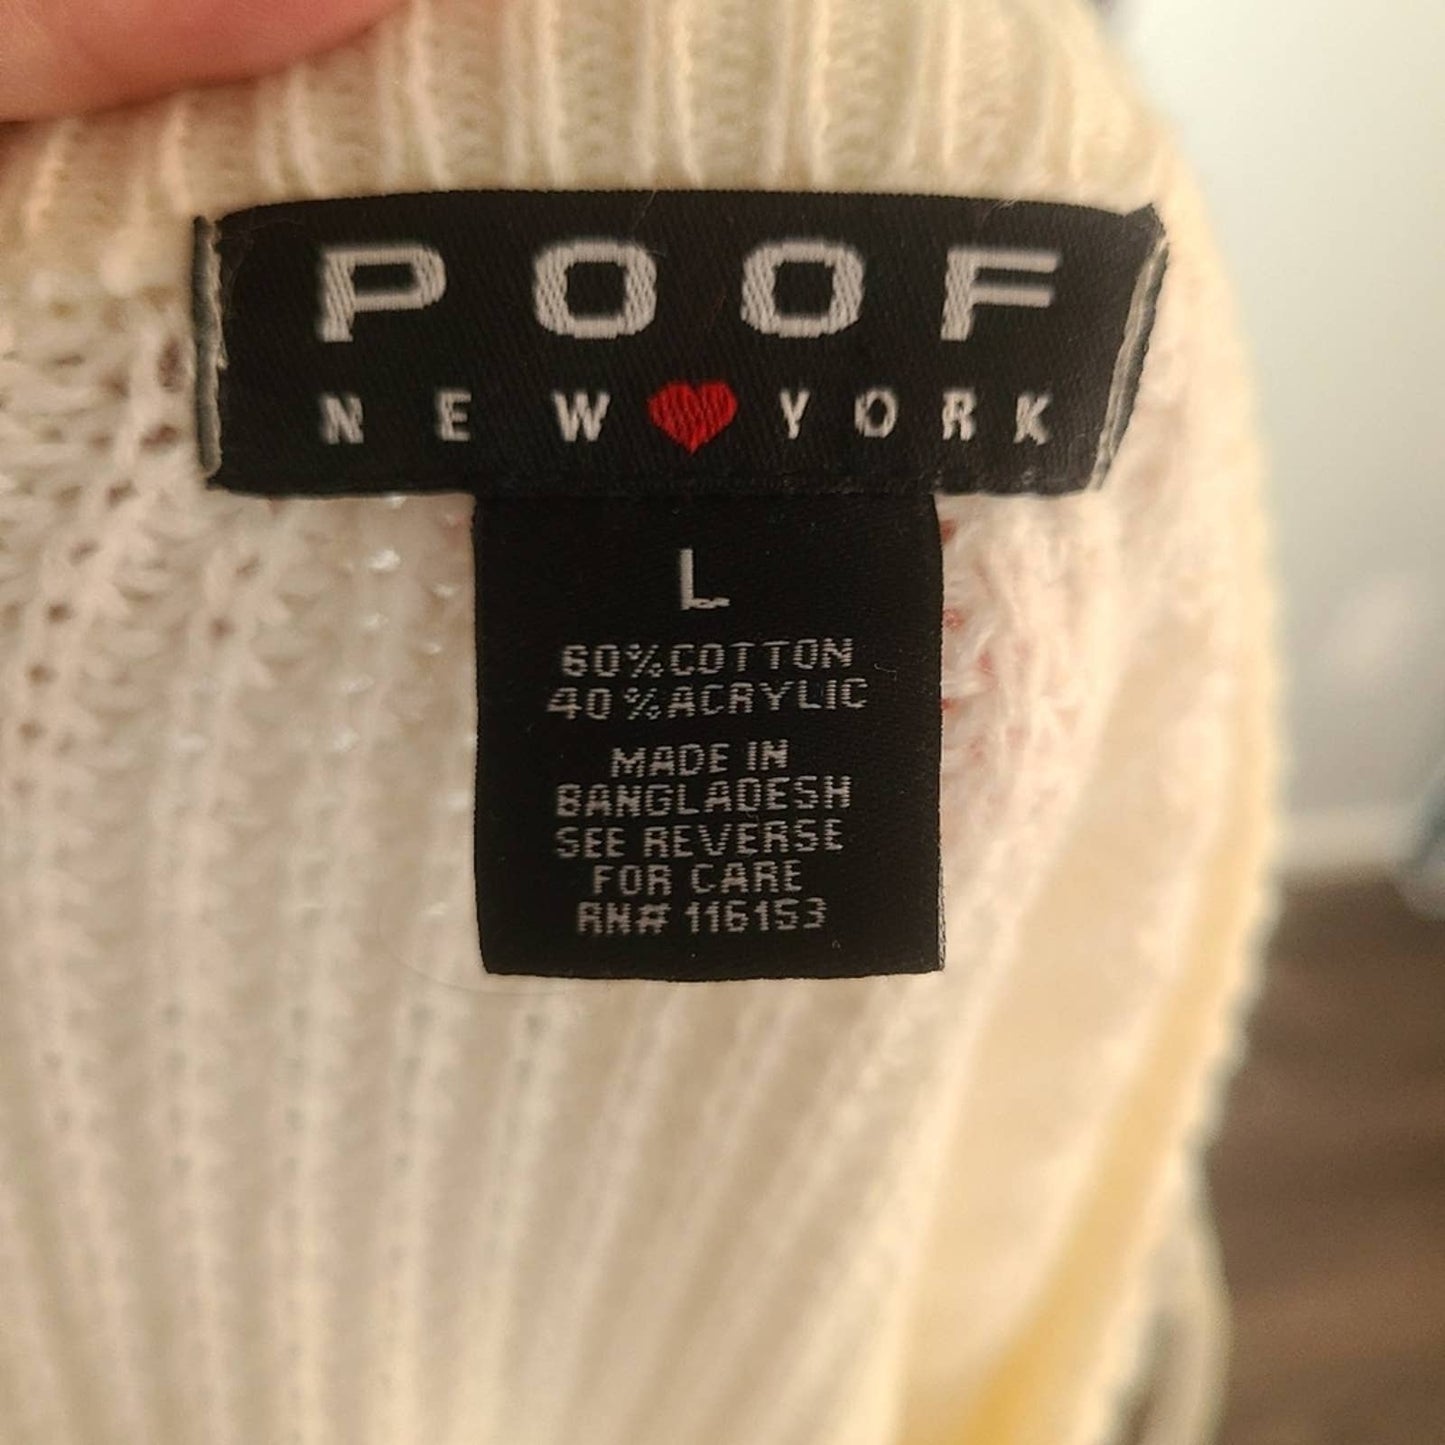 POOF
NEW YORK
L
60%COTTON
40%ACRYLIC
MADE IN
BANGLADESH
SEE REVERSE
FOR CARE
RN# 116153